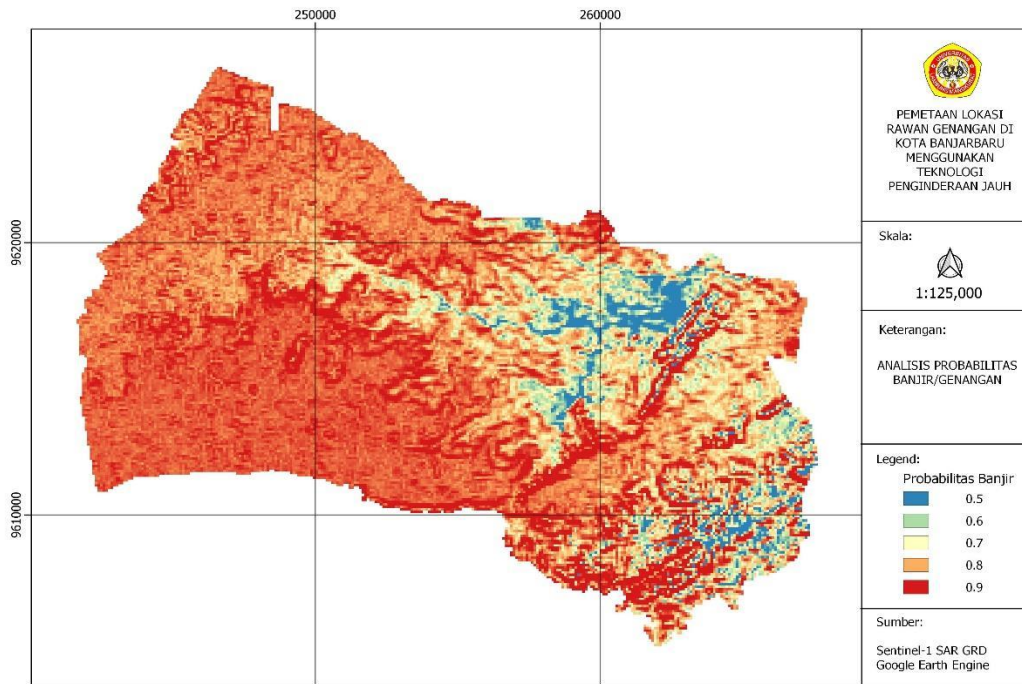 250000
260000
9620000
9610000
UNIVERSITAS
PEMETAAN LOKASI
RAWAN GENANGAN DI
KOTA BANJARBARU
MENGGUNAKAN
TEKNOLOGI
PENGINDERAAN JAUH
Skala:
1:125,000
Keterangan:
ANALISIS PROBABILITAS
BANJIR/GENANGAN
Legend:
Probabilitas Banjir
0.5
0.6
0.7
0.8
0.9
Sumber:
Sentinel-1 SAR GRD
Google Earth Engine